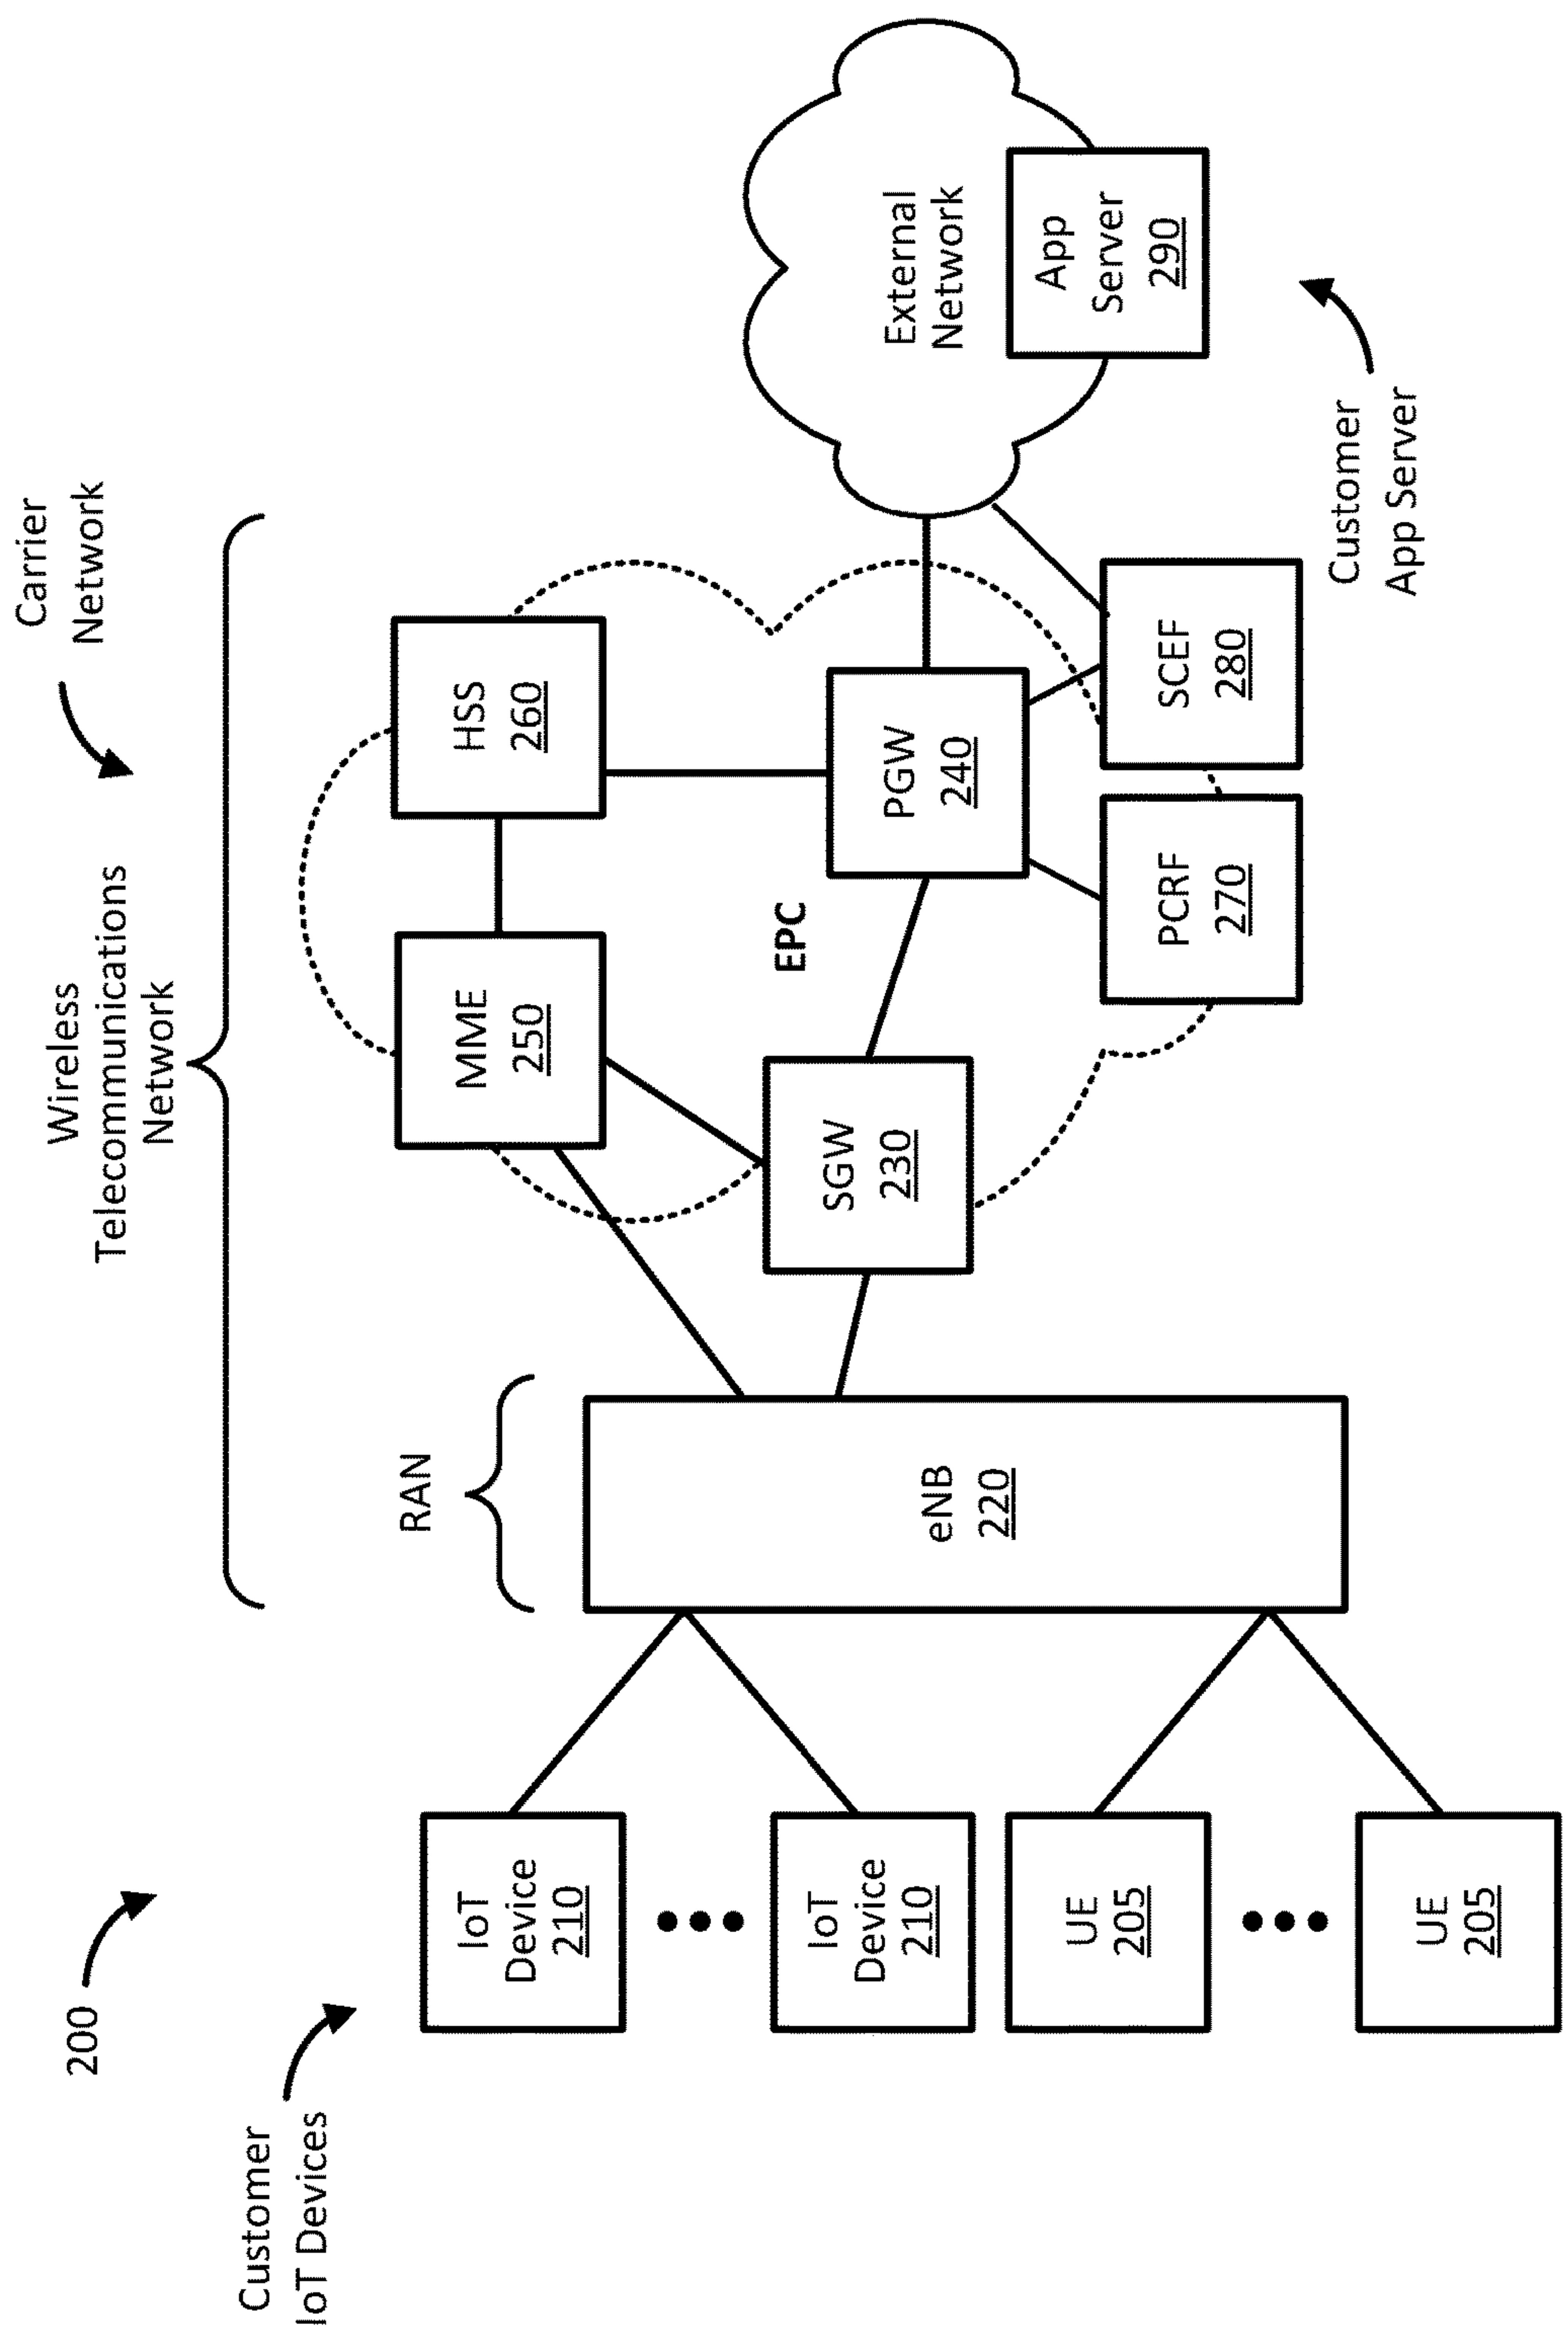 200
Customer
IoT Devices
Wireless
Telecommunications
Network
Carrier
Network
RAN
IoT
Device
210
IoT
Device
210
UE
205
UE
205
eNB
220
MME
250
HSS
260
SGW
230
EPC
PGW
240
PCRF
270
SCEF
280
External
Network
App
Server
290
Customer
App Server